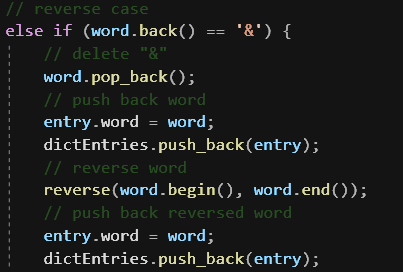 // reverse case
else if (word.back() == '&') {
// delete "&"
word.pop_back();
// push back word
entry.word = word;
dictEntries.push_back(entry);
// reverse word
reverse(word.begin(), word.end());
// push back reversed word
entry.word = word;
dictEntries.push_back(entry);